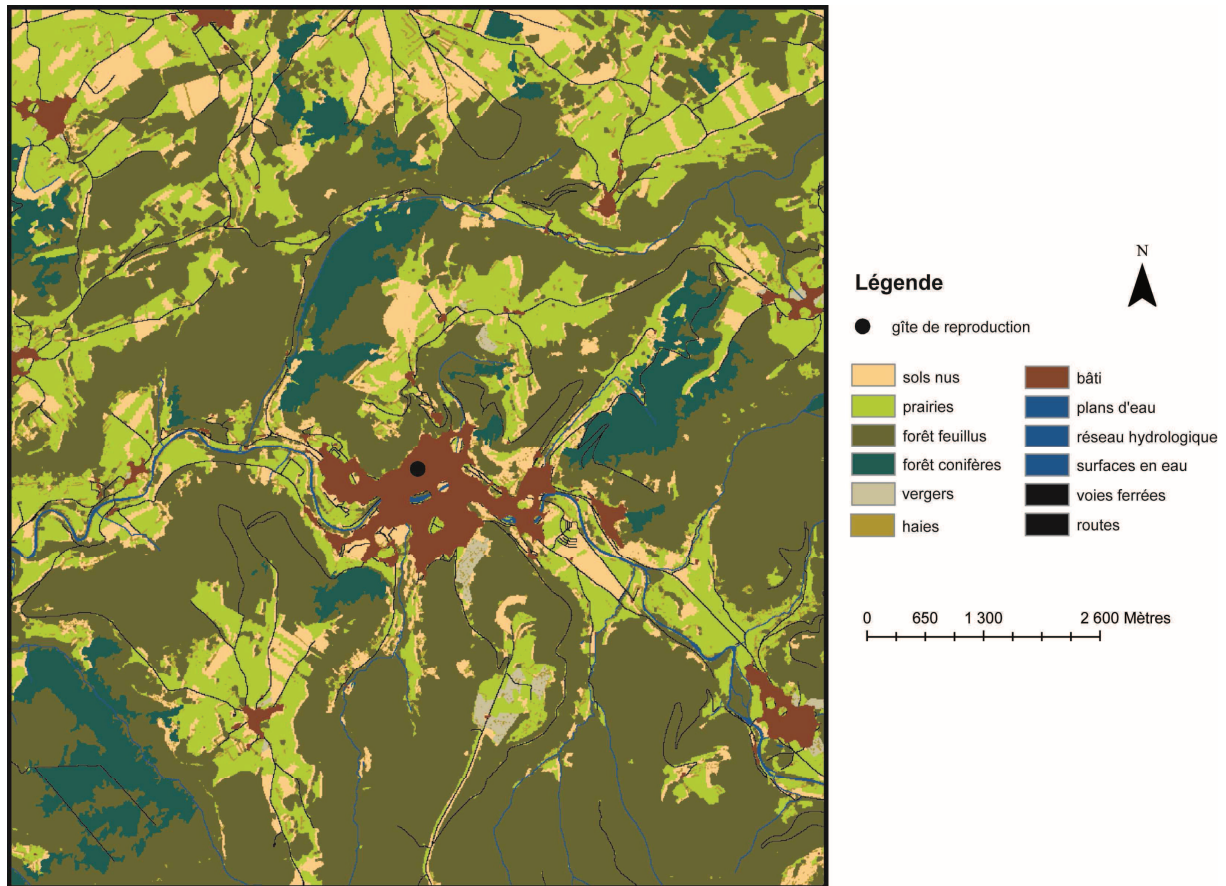 N
Légende
gîte de reproduction
sols nus
prairies
forêt feuillus
forêt conifères
vergers
haies
bâti
plans d'eau
réseau hydrologique
surfaces en eau
voies ferrées
routes
0 650 1 300 2 600 Mètres